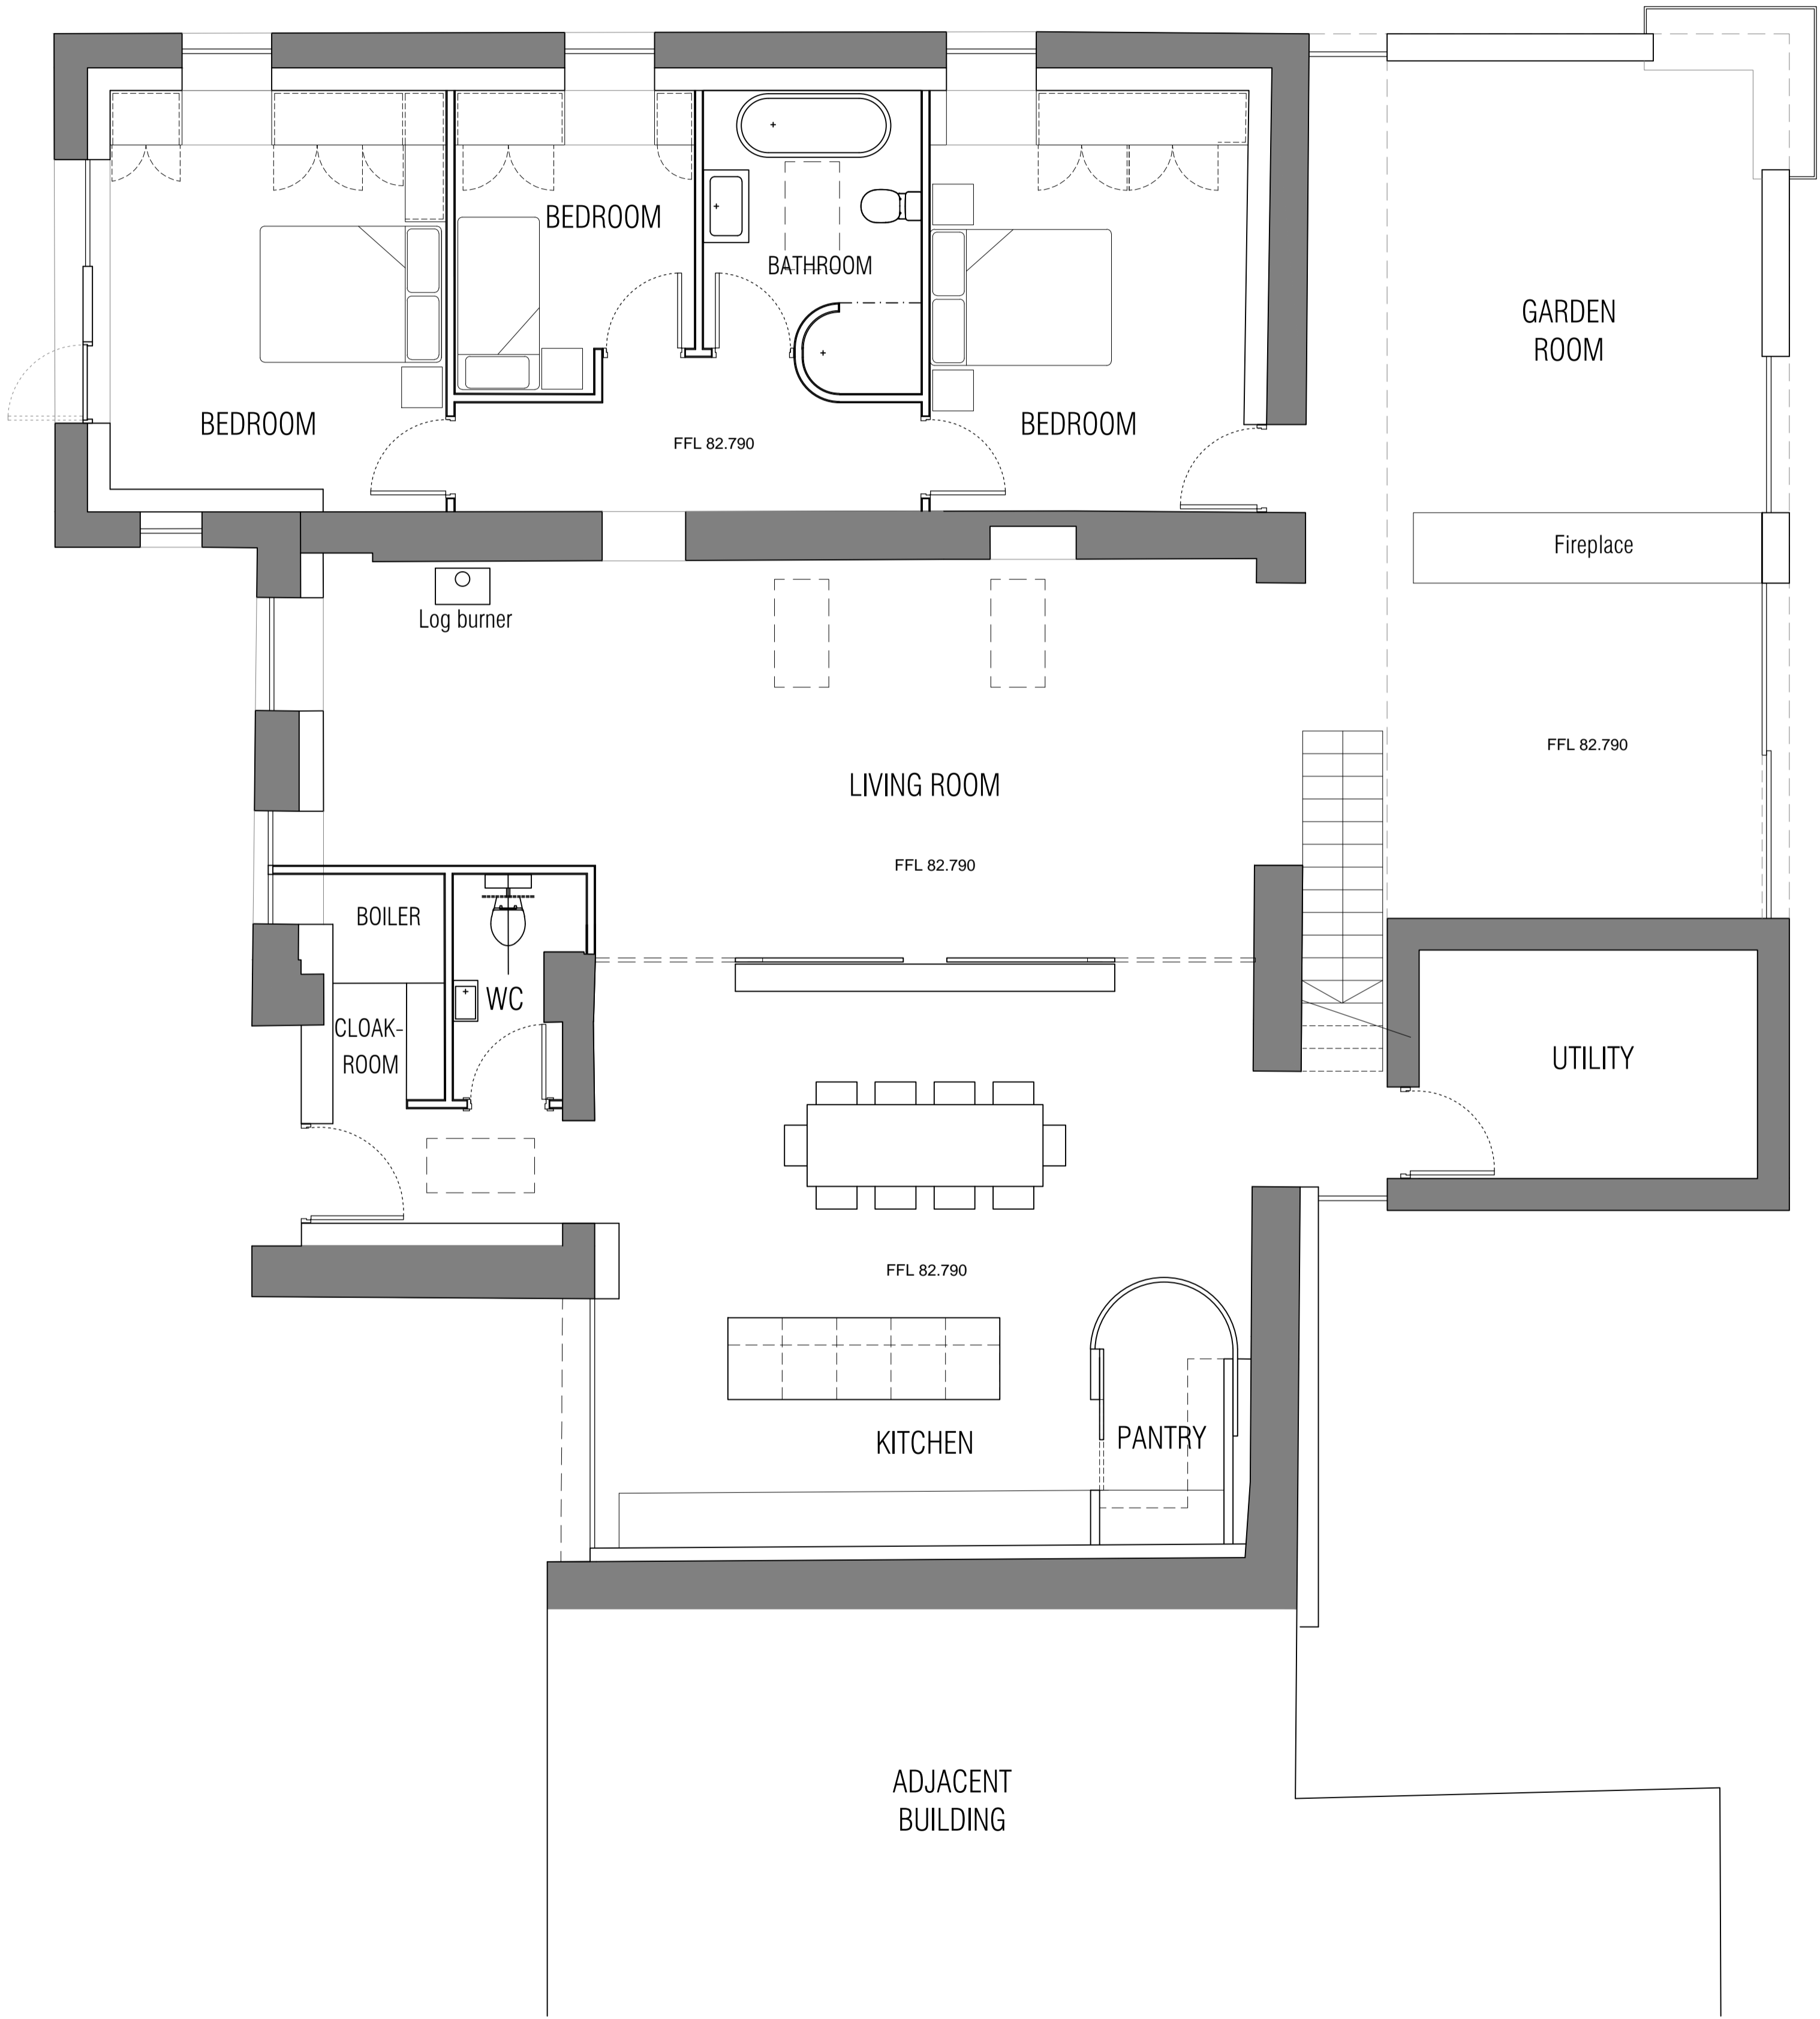 BEDROOM
BATHROOM
GARDEN
ROOM
BEDROOM
BEDROOM
FFL 82.790
Fireplace
Log burner
FFL 82.790
LIVING ROOM
FFL 82.790
BOILER
WC
CLOAK-
ROOM
UTILITY
FFL 82.790
KITCHEN
PANTRY
ADJACENT
BUILDING